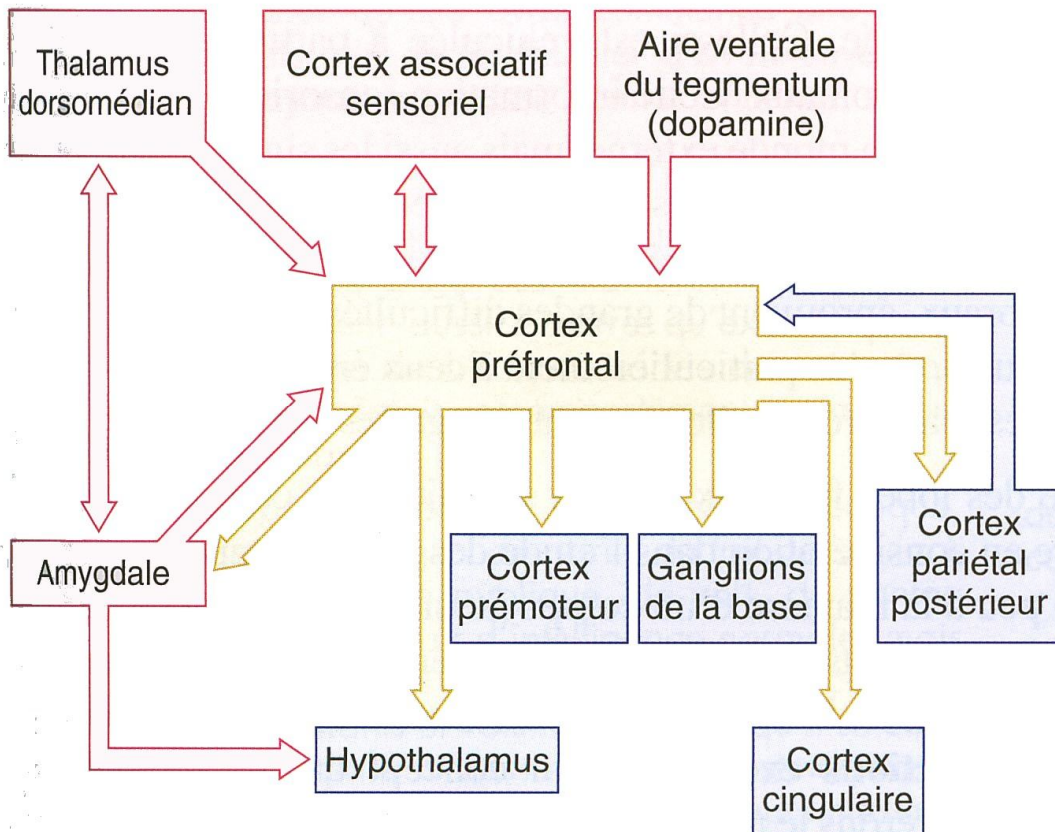 Thalamus
dorsomédian
Cortex associatif
sensoriel
Aire ventrale
du tegmentum
(dopamine)
Cortex
préfrontal
Amygdale
Cortex
prémoteur
Ganglions
de la base
Cortex
pariétal
postérieur
Hypothalamus
Cortex
cingulaire